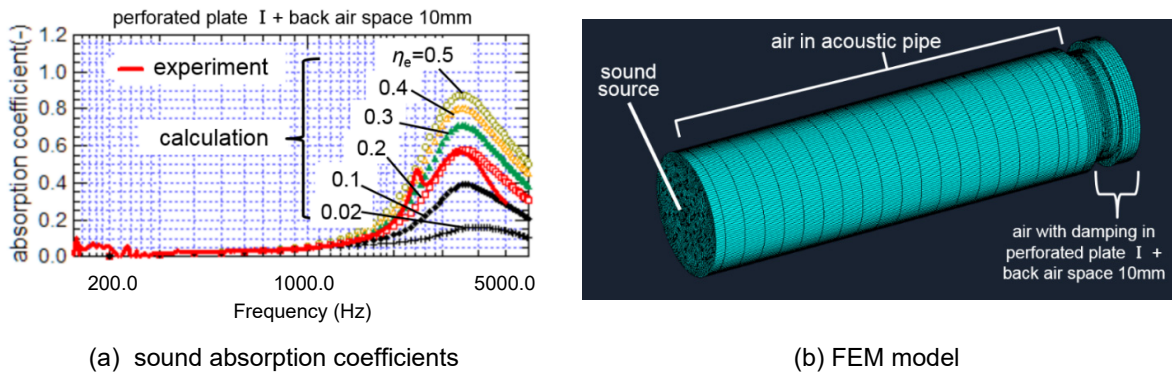 perforated plate I + back air space 10mm
absorption coefficient(-)
1.2
1.0
0.8
0.6
0.4
0.2
0.0
experiment
calculation
ηe=0.5
0.4
0.3
0.2
0.1
0.02
200.0
1000.0
5000.0
Frequency (Hz)
(a) sound absorption coefficients
air in acoustic pipe
sound
source
air with damping in
perforated plate I +
back air space 10mm
(b) FEM model